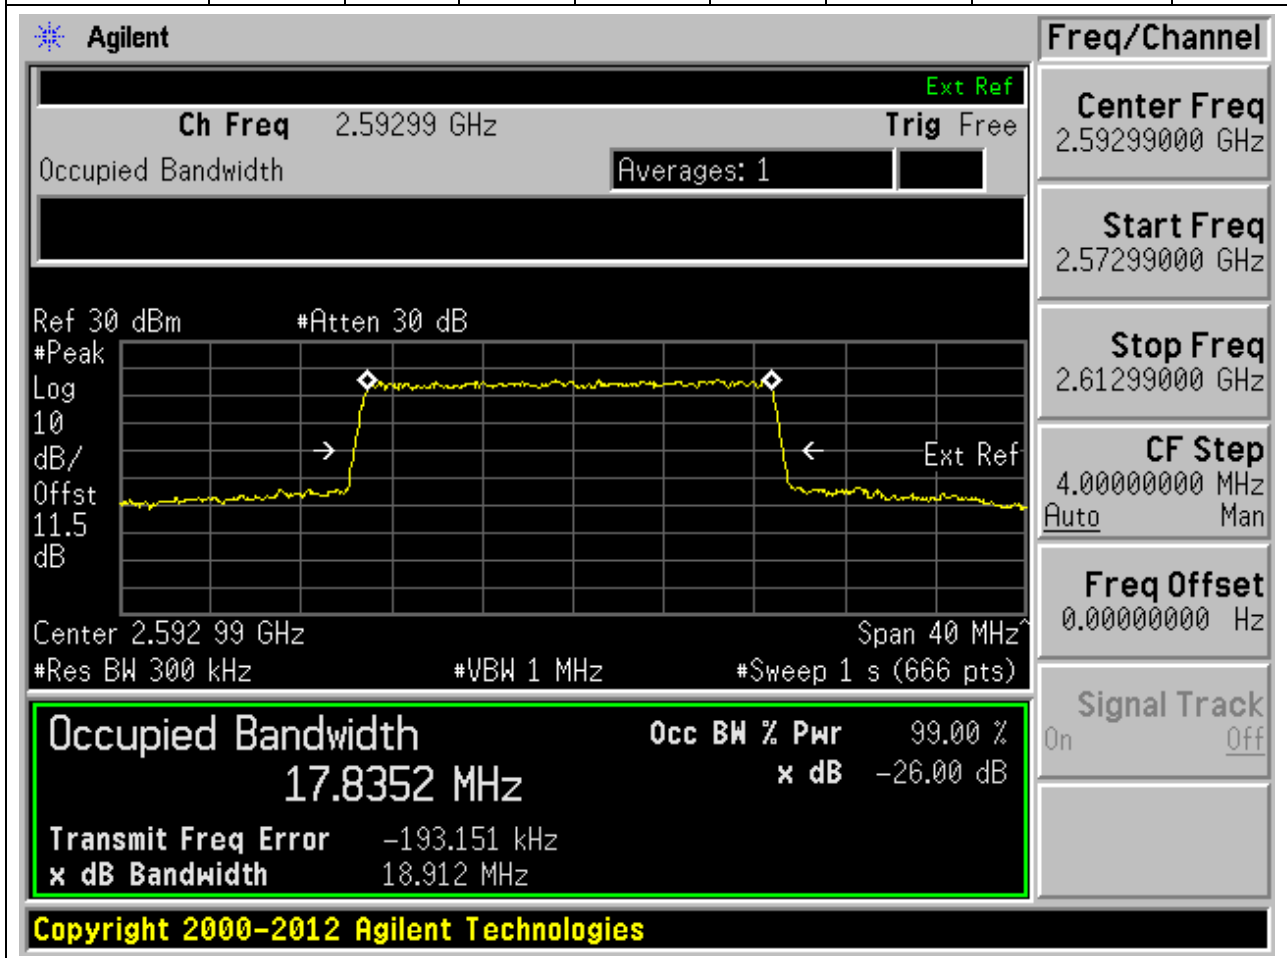 Agilent
Freq/Channel
Ext Ref
Ch Freq 2.59299 GHz Trig Free
Occupied Bandwidth Averages: 1
Center Freq
2.59299000 GHz
Start Freq
2.57299000 GHz
Ref 30 dBm #Atten 30 dB
#Peak
Log
10
dB/
Offst
11.5
dB
Ext Ref
Stop Freq
2.61299000 GHz
CF Step
4.00000000 MHz
Auto Man
Freq Offset
0.00000000 Hz
Center 2.592 99 GHz Span 40 MHz^
#Res BW 300 kHz #VBW 1 MHz #Sweep 1 s (666 pts)
Signal Track
On Off
Occupied Bandwidth Occ BW % Pwr 99.00 %
17.8352 MHz x dB -26.00 dB
Transmit Freq Error -193.151 kHz
x dB Bandwidth 18.912 MHz
Copyright 2000-2012 Agilent Technologies